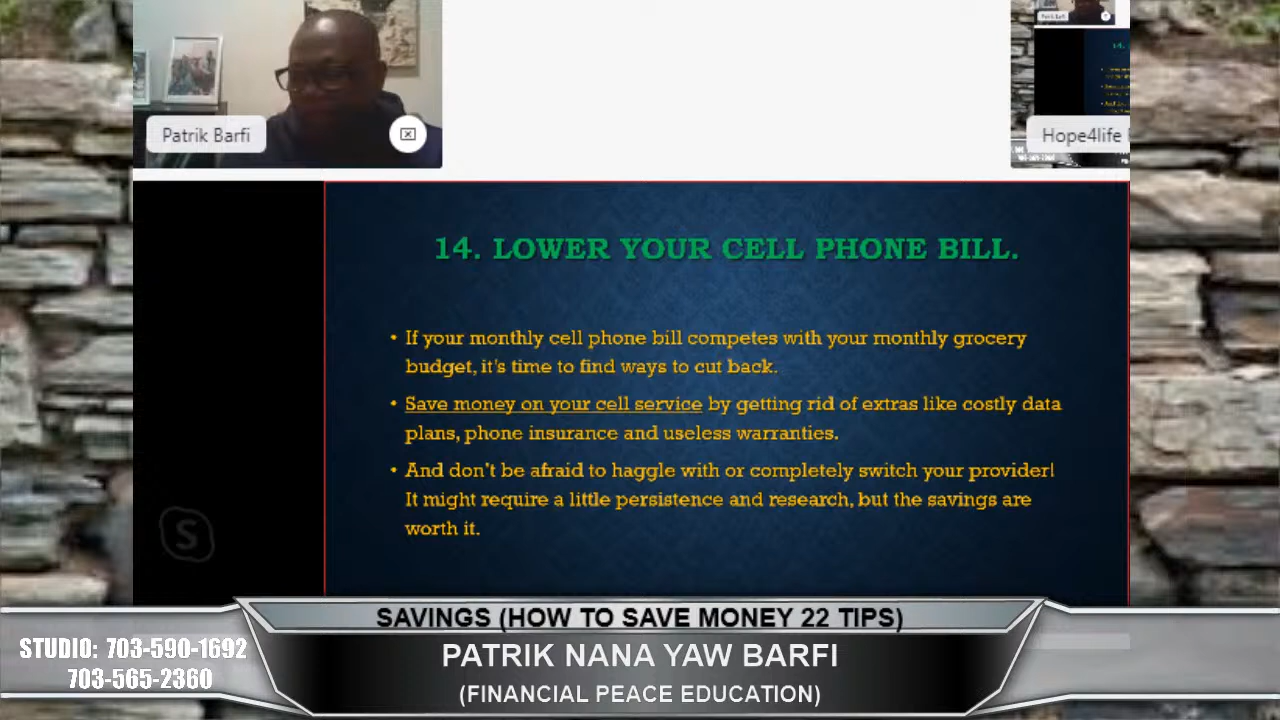 Patrik Barfi
Hope4life
14. LOWER YOUR CELL PHONE BILL.
• If your monthly cell phone bill competes with your monthly grocery
budget, it's time to find ways to cut back.
• Save money on your cell service by getting rid of extras like costly data
plans, phone insurance and useless warranties.
• And don't be afraid to haggle with or completely switch your provider!
It might require a little persistence and research, but the savings are
worth it.
SAVINGS (HOW TO SAVE MONEY 22 TIPS)
PATRIK NANA YAW BARFI
(FINANCIAL PEACE EDUCATION)
STUDIO: 703-590-1692
703-565-2360